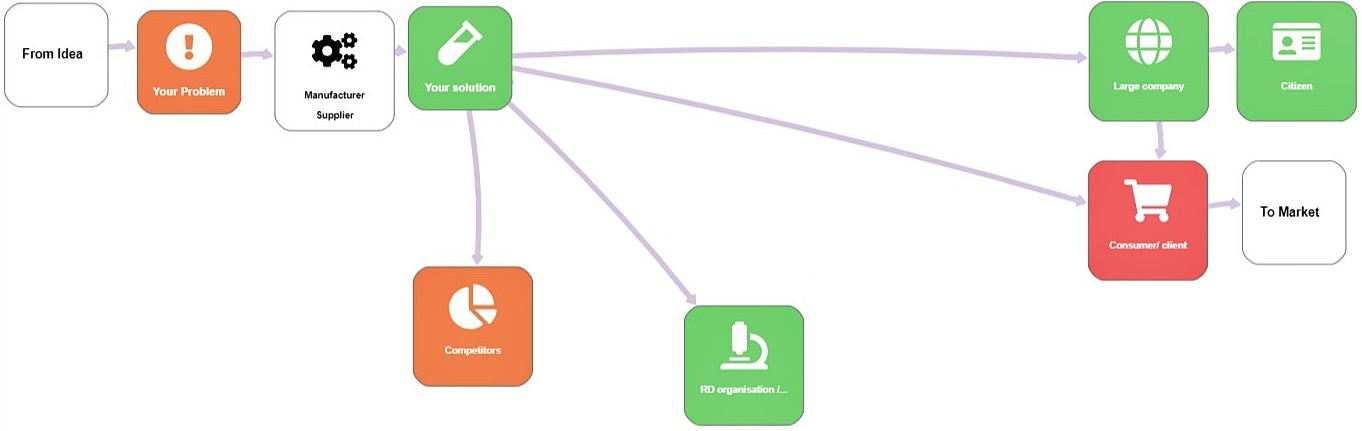 From Idea
Your Problem
Manufacturer
Supplier
Your solution
Large company
Citizen
Consumer/ client
To Market
Competitors
RD organisation /...